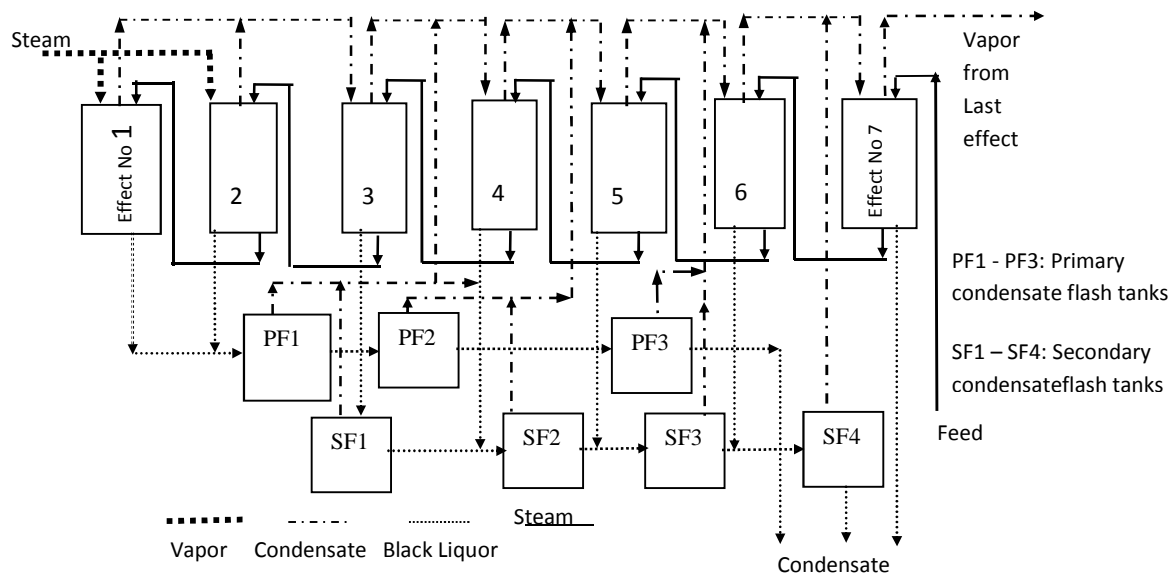 Steam
Vapor
from
Last
effect
Effect No 1
2
3
4
5
6
Effect No 7
PF1 - PF3: Primary
condensate flash tanks
SF1 – SF4: Secondary
condensateflash tanks
PF1
PF2
PF3
SF1
SF2
SF3
SF4
Feed
Steam
Vapor
Condensate
Black Liquor
Condensate